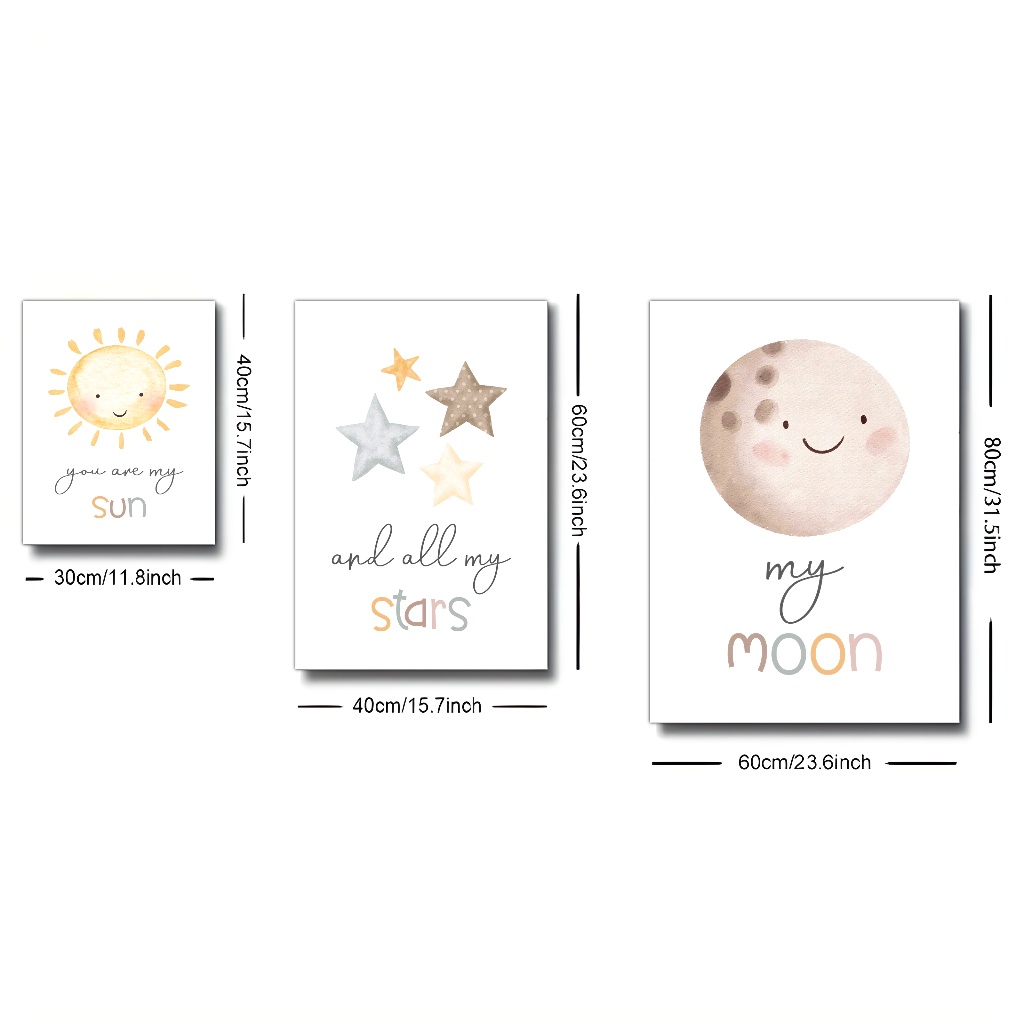 you are my
sun
40cm/15.7inch
30cm/11.8inch
and all my
stars
60cm/23.6inch
40cm/15.7inch
my
moon
80cm/31.5inch
60cm/23.6inch